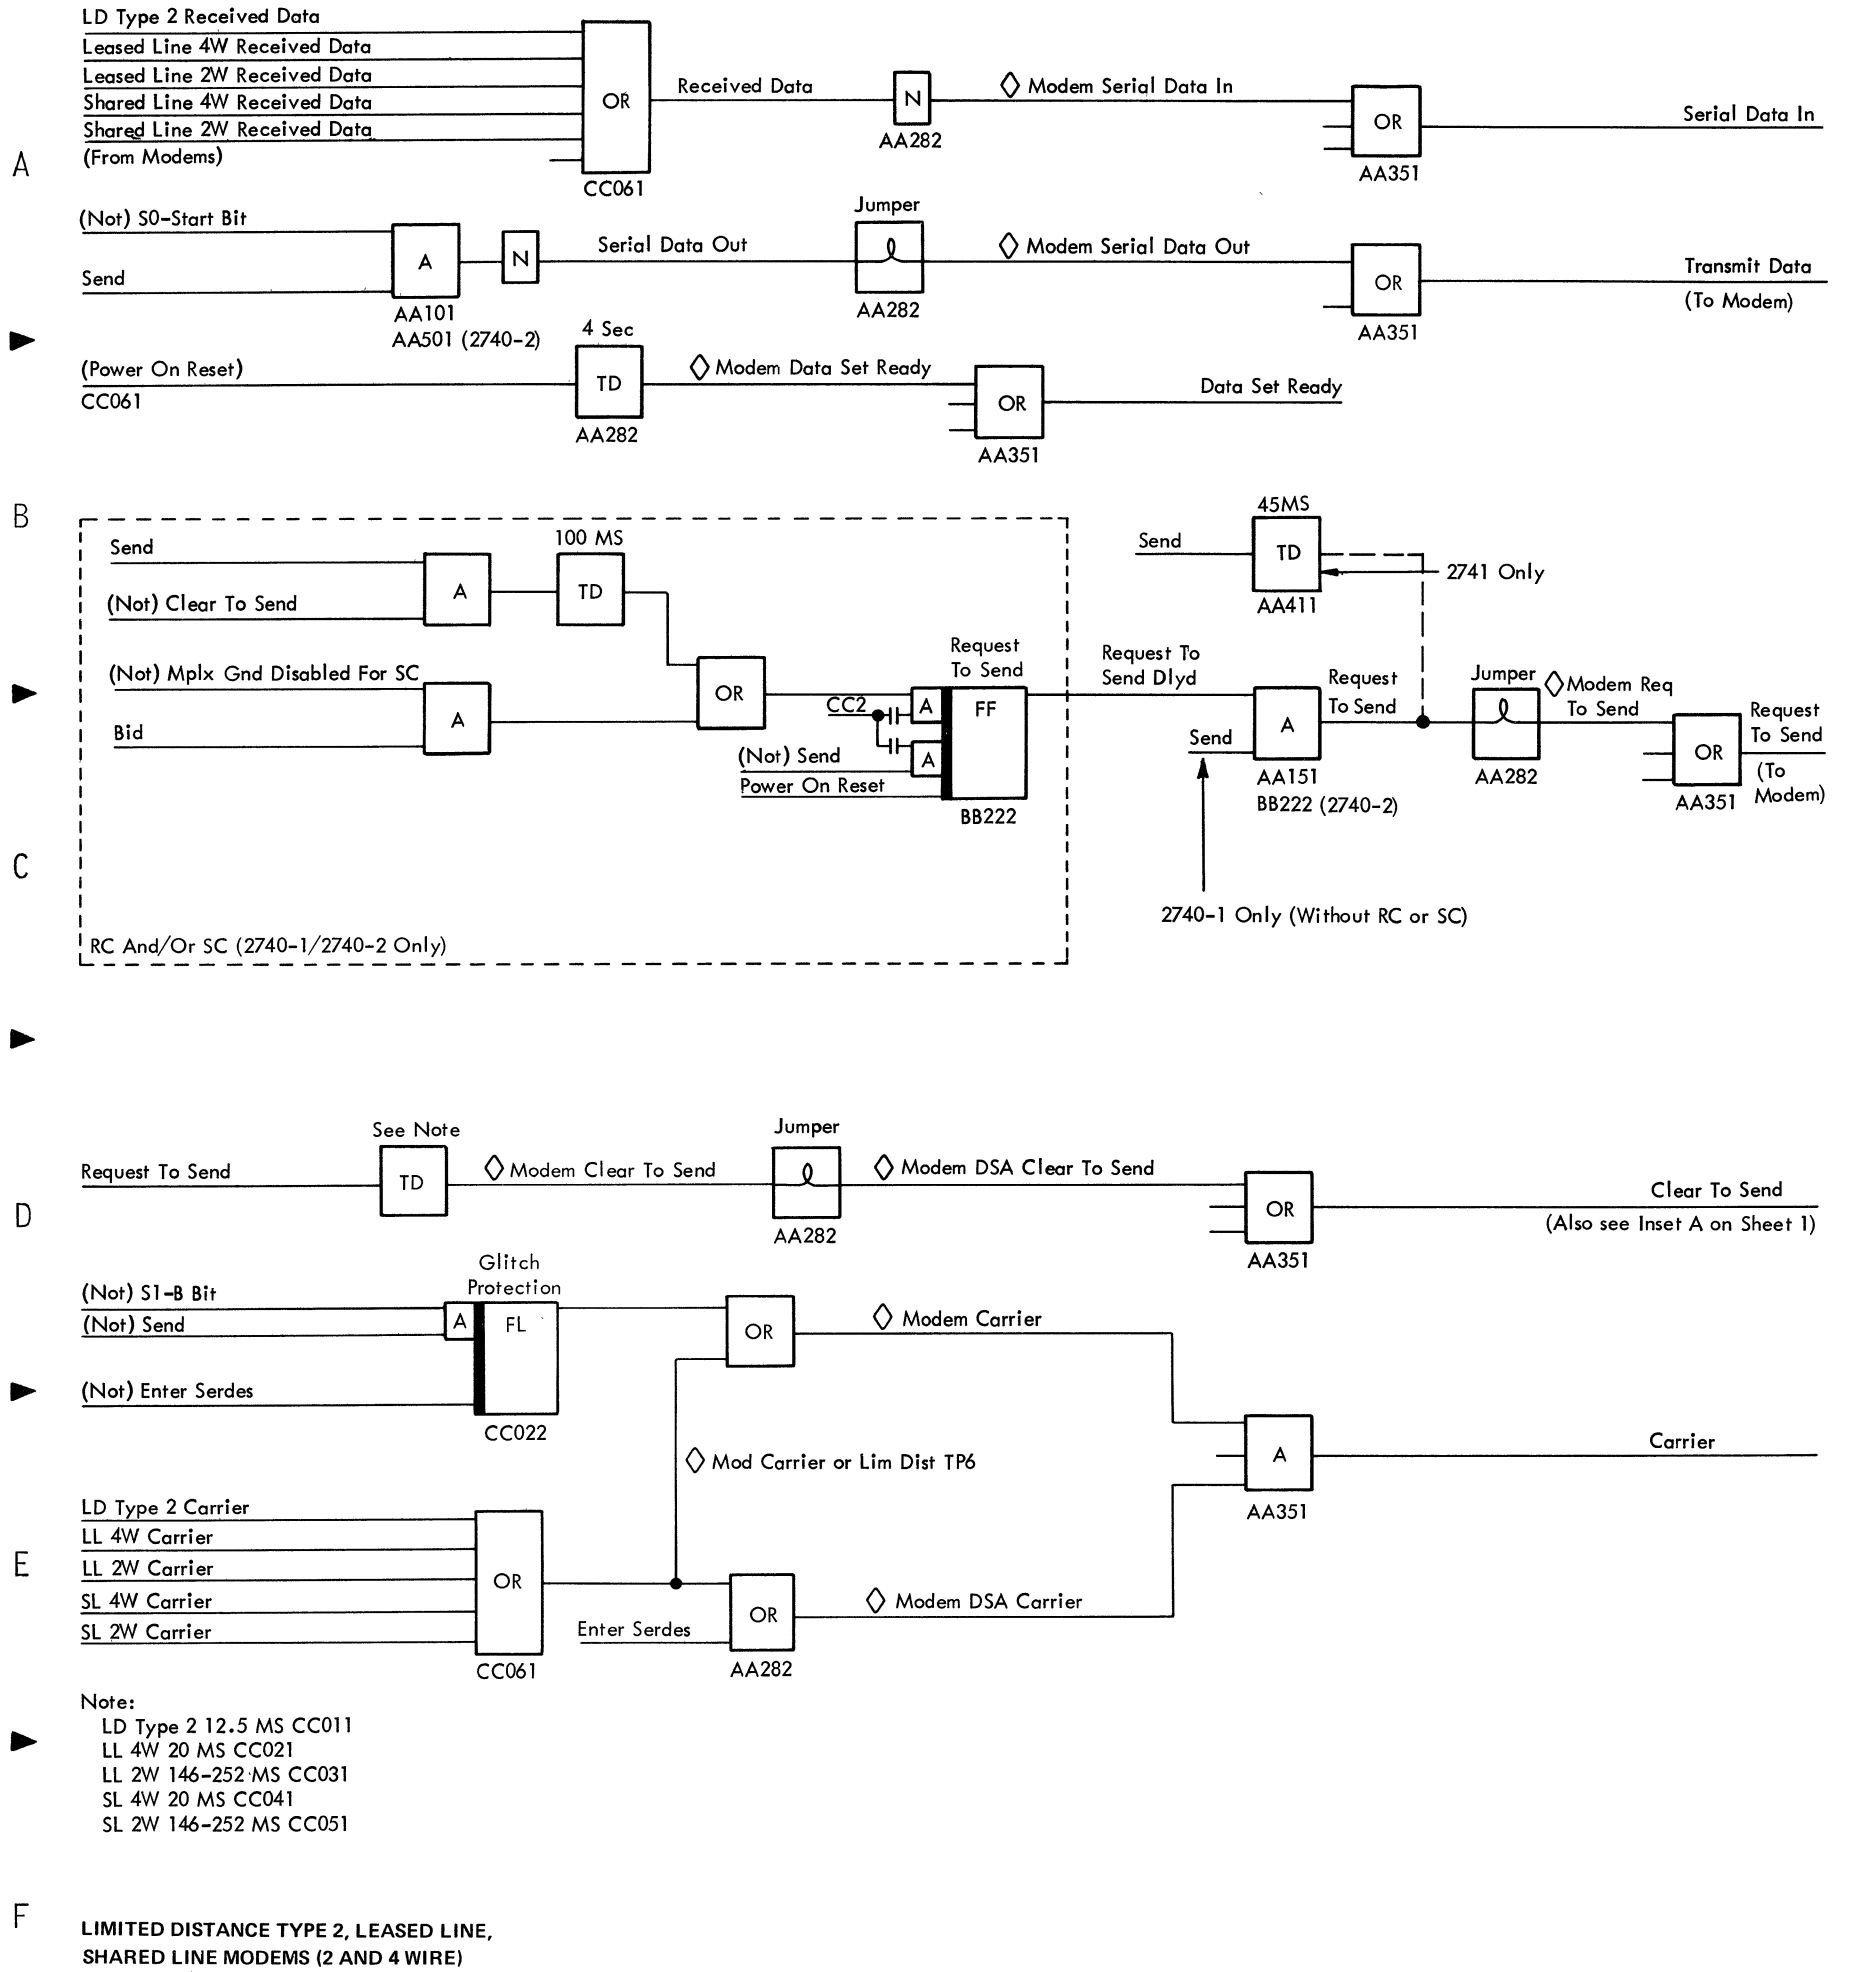 LD Type 2 Received Data
Leased Line 4W Received Data
Leased Line 2W Received Data
Shared Line 4W Received Data
Shared Line 2W Received Data
(From Modems)
OR
CC061
Received Data
N
AA282
Modem Serial Data In
OR
AA351
Serial Data In
A
(Not) S0-Start Bit
Send
A
AA101
AA501 (2740-2)
N
Serial Data Out
Jumper
AA282
Modem Serial Data Out
OR
AA351
Transmit Data
(To Modem)
(Power On Reset)
CC061
4 Sec
TD
AA282
Modem Data Set Ready
OR
AA351
Data Set Ready
B
Send
(Not) Clear To Send
A
100 MS
TD
(Not) Mplx Gnd Disabled For SC
Bid
A
OR
CC2
A
A
(Not) Send
Power On Reset
Request
To Send
FF
BB222
RC And/Or SC (2740-1/2740-2 Only)
Send
45MS
TD
AA411
2741 Only
Request To
Send Dlyd
Send
A
AA151
BB222 (2740-2)
2740-1 Only (Without RC or SC)
Request
To Send
Jumper
AA282
Modem Req
To Send
OR
AA351
Request
To Send
(To
Modem)
C
Request To Send
See Note
TD
Modem Clear To Send
Jumper
AA282
Modem DSA Clear To Send
OR
AA351
Clear To Send
(Also see Inset A on Sheet 1)
D
(Not) S1-B Bit
(Not) Send
(Not) Enter Serdes
Glitch
Protection
A
FL
CC022
OR
Modem Carrier
Mod Carrier or Lim Dist TP6
A
AA351
Carrier
LD Type 2 Carrier
LL 4W Carrier
LL 2W Carrier
SL 4W Carrier
SL 2W Carrier
OR
CC061
Enter Serdes
OR
AA282
Modem DSA Carrier
E
Note:
LD Type 2 12.5 MS CC011
LL 4W 20 MS CC021
LL 2W 146-252 MS CC031
SL 4W 20 MS CC041
SL 2W 146-252 MS CC051
F
LIMITED DISTANCE TYPE 2, LEASED LINE,
SHARED LINE MODEMS (2 AND 4 WIRE)